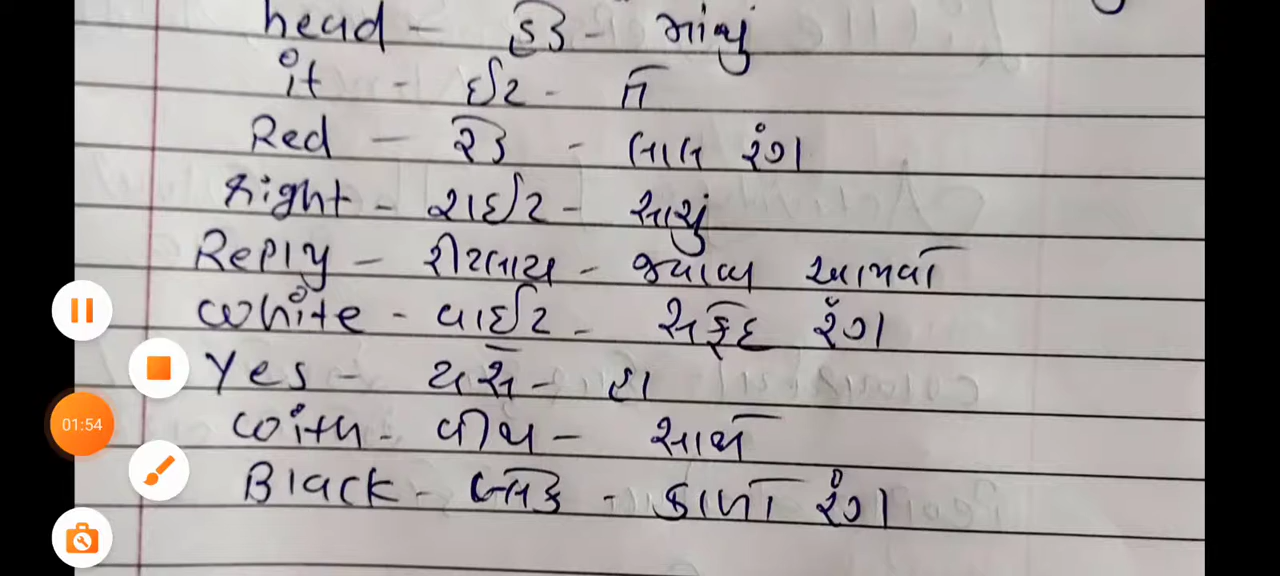 head - હેડ - માંથુ
it - ઈટ - તે
Red - રેડ - લાલ રંગ
Right - રાઈટ - સાચું
Reply - રીપ્લાય - જવાબ આપવો
white - વાઈટ - સફેદ રંગ
Yes - યસ - હા
01:54
with - વીથ - સાથે
Black - બ્લેક - કાળો રંગ